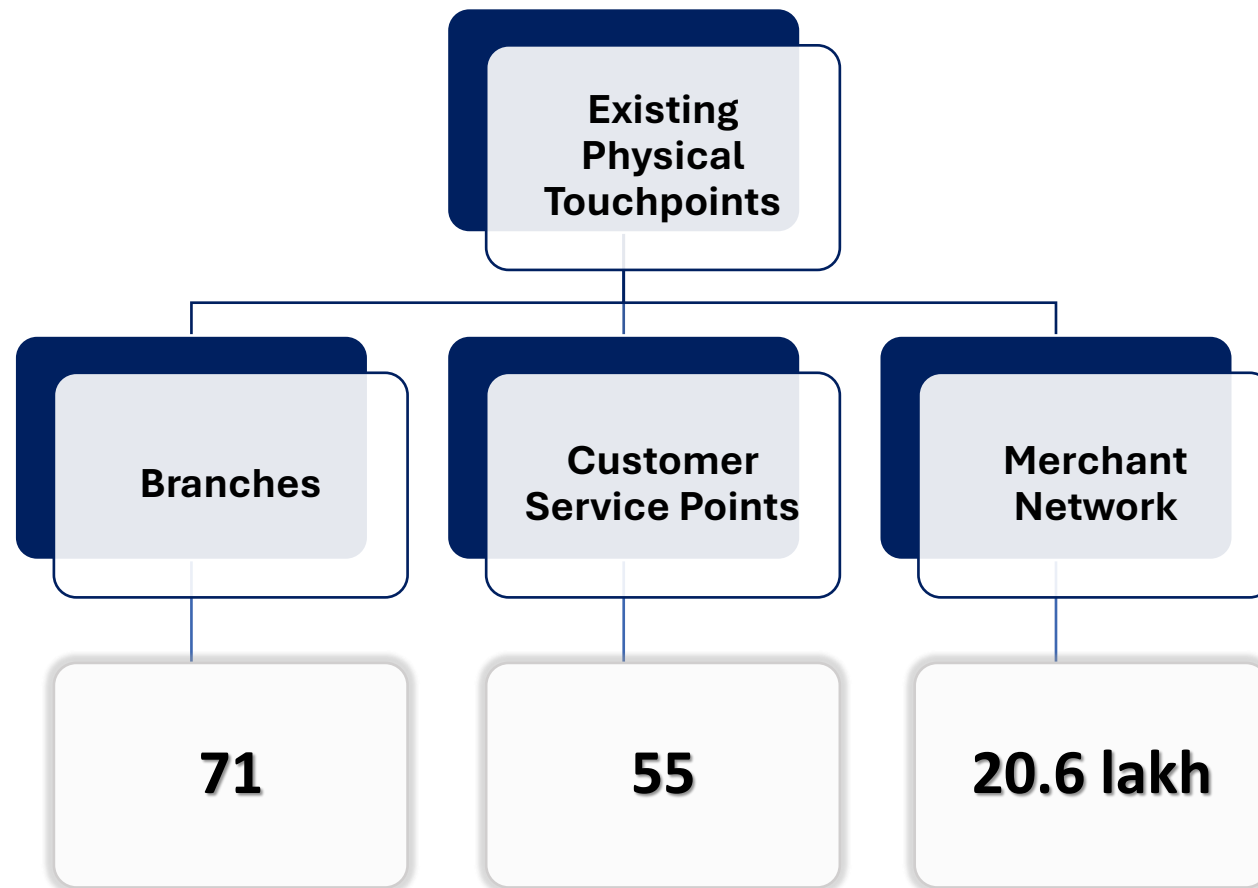 Existing
Physical
Touchpoints
Branches
Customer
Service Points
Merchant
Network
71
55
20.6 lakh